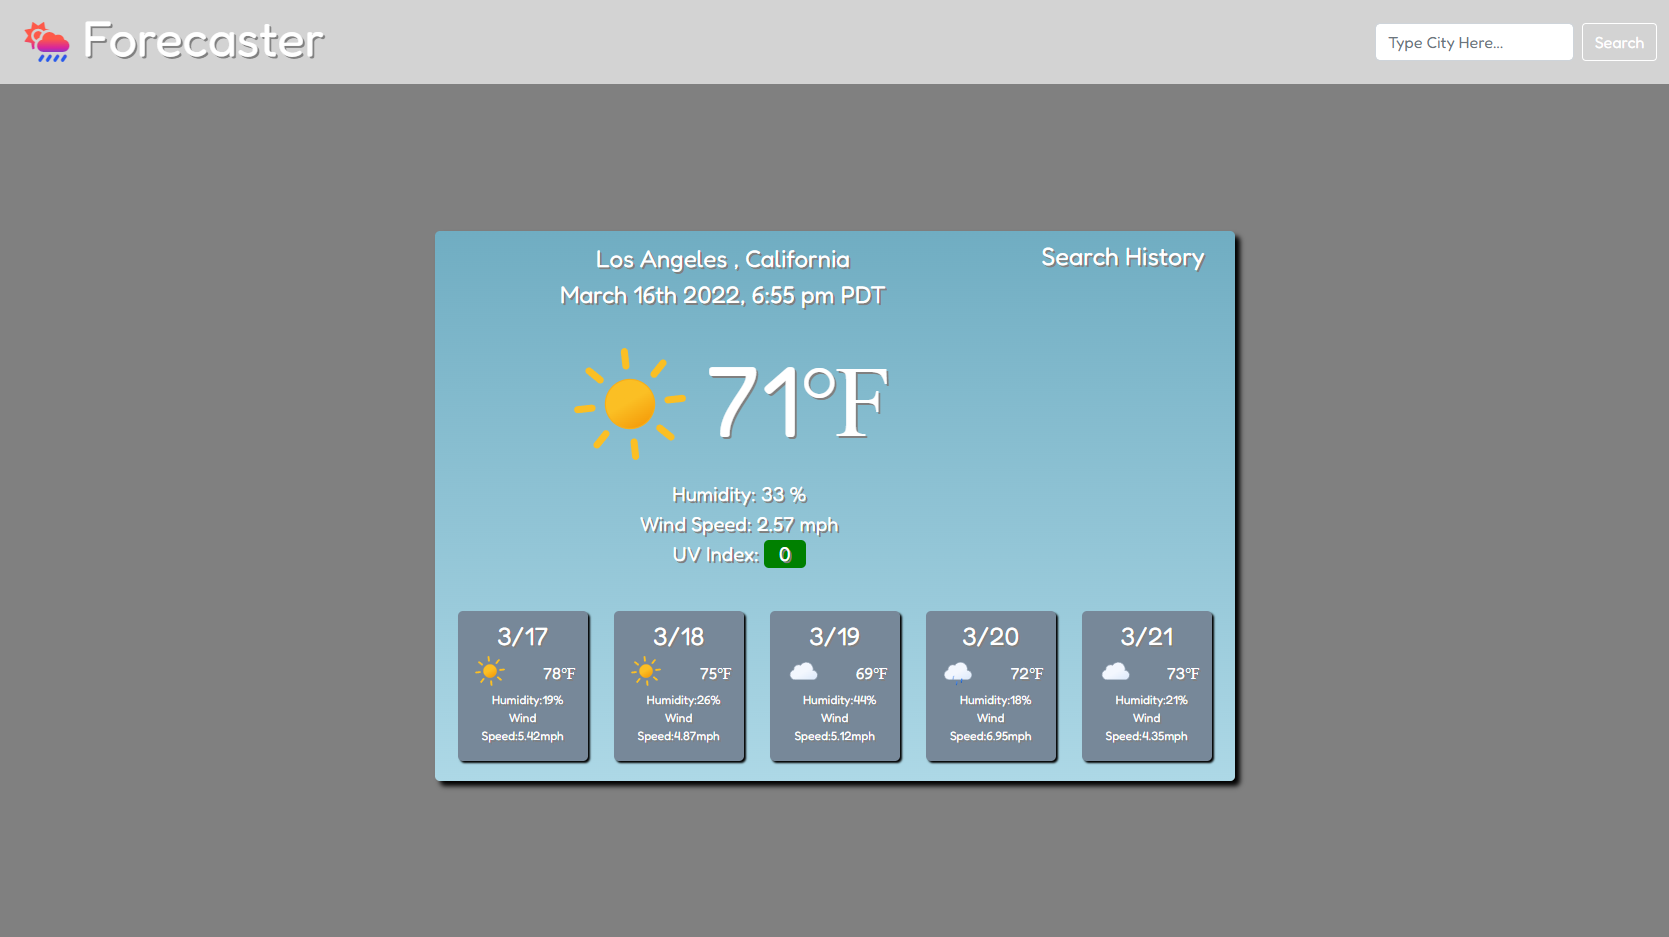 Forecaster
Type City Here...
Search
Los Angeles , California
March 16th 2022, 6:55 pm PDT
Search History
71°F
Humidity: 33 %
Wind Speed: 2.57 mph
UV Index: 0
3/17
78°F
Humidity:19%
Wind
Speed:5.42mph
3/18
75°F
Humidity:26%
Wind
Speed:4.87mph
3/19
69°F
Humidity:44%
Wind
Speed:5.12mph
3/20
72°F
Humidity:18%
Wind
Speed:6.95mph
3/21
73°F
Humidity:21%
Wind
Speed:4.35mph